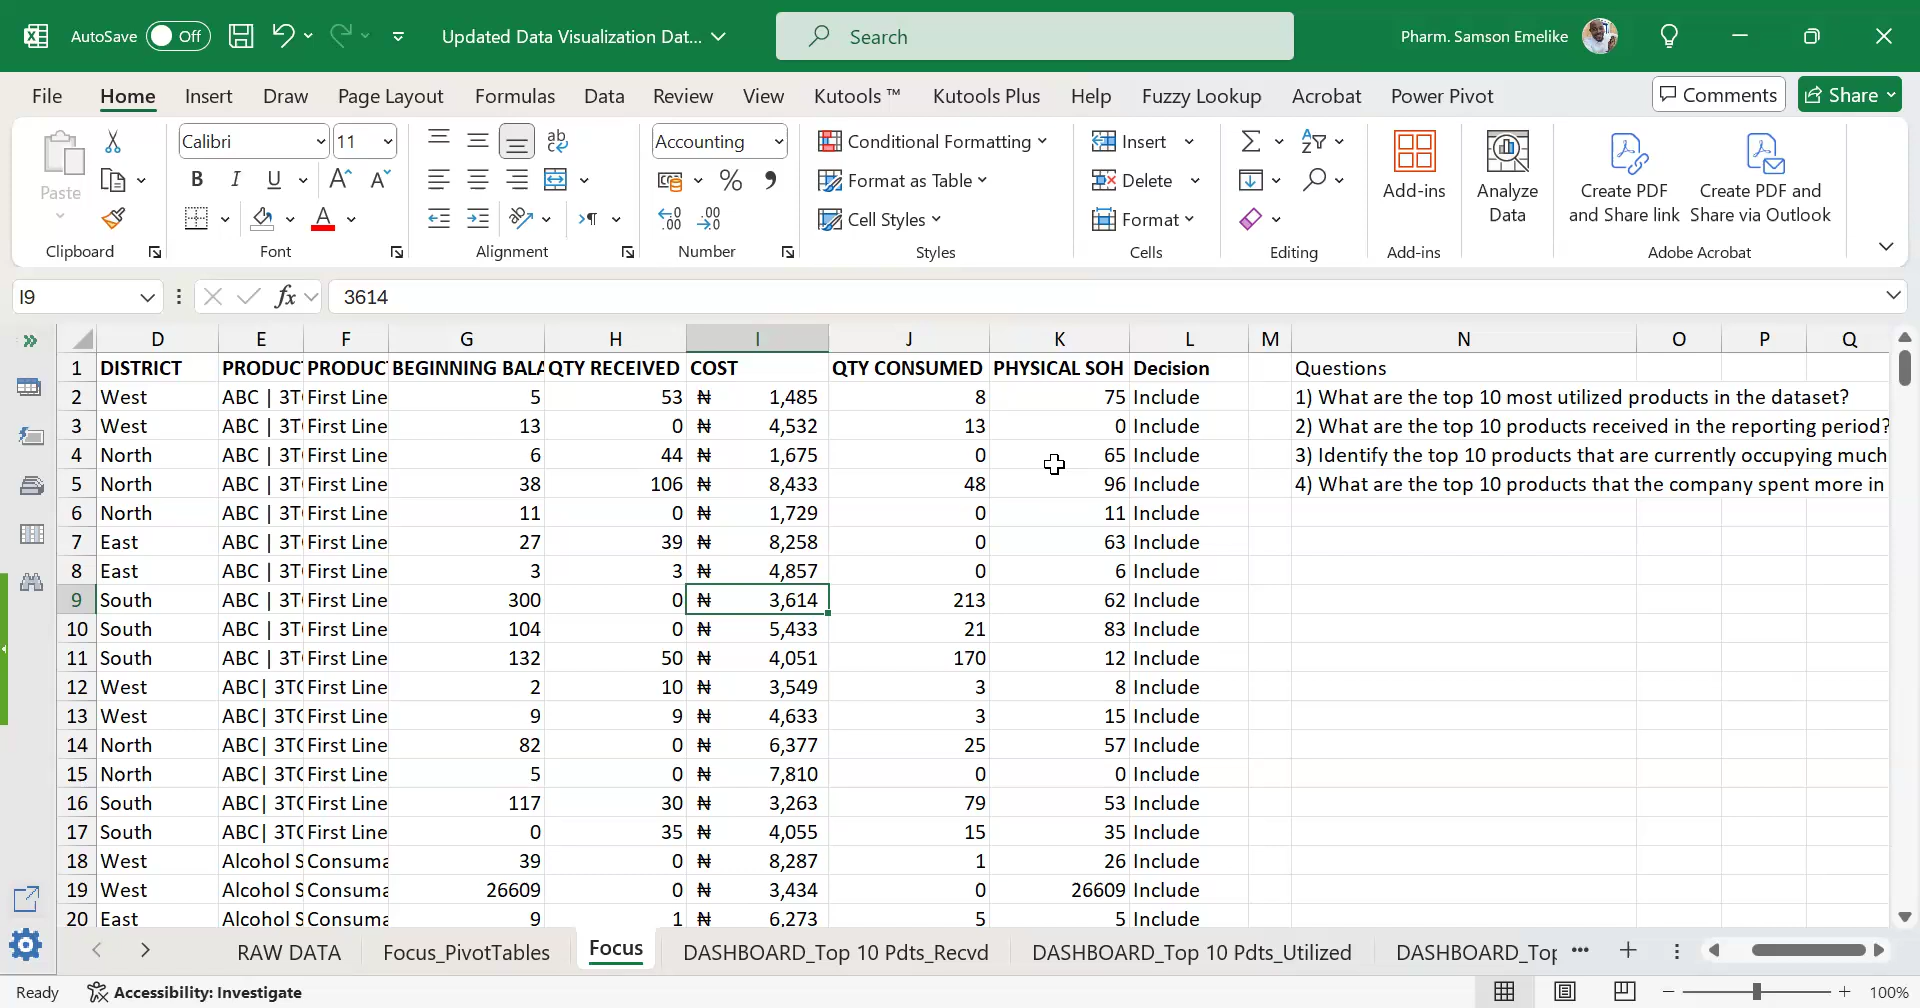 AutoSave Off Updated Data Visualization Dat... Search Pharm. Samson Emelike
File Home Insert Draw Page Layout Formulas Data Review View Kutools ™ Kutools Plus Help Fuzzy Lookup Acrobat Power Pivot Comments Share
Paste Calibri 11 Accounting Conditional Formatting Insert Add-ins Analyze Data Create PDF and Share link Create PDF and Share via Outlook
Format as Table Delete
Cell Styles Format
Clipboard Font Alignment Number Styles Cells Editing Add-ins Adobe Acrobat
I9 fx 3614
D E F G H I J K L M N O P Q
1 DISTRICT PRODUC PRODUC BEGINNING BALA QTY RECEIVED COST QTY CONSUMED PHYSICAL SOH Decision Questions
2 West ABC | 3T First Line 5 53 ₦ 1,485 8 75 Include 1) What are the top 10 most utilized products in the dataset?
3 West ABC | 3T First Line 13 0 ₦ 4,532 13 0 Include 2) What are the top 10 products received in the reporting period?
4 North ABC | 3T First Line 6 44 ₦ 1,675 0 65 Include 3) Identify the top 10 products that are currently occupying much
5 North ABC | 3T First Line 38 106 ₦ 8,433 48 96 Include 4) What are the top 10 products that the company spent more in
6 North ABC | 3T First Line 11 0 ₦ 1,729 0 11 Include
7 East ABC | 3T First Line 27 39 ₦ 8,258 0 63 Include
8 East ABC | 3T First Line 3 3 ₦ 4,857 0 6 Include
9 South ABC | 3T First Line 300 0 ₦ 3,614 213 62 Include
10 South ABC | 3T First Line 104 0 ₦ 5,433 21 83 Include
11 South ABC | 3T First Line 132 50 ₦ 4,051 170 12 Include
12 West ABC| 3TC First Line 2 10 ₦ 3,549 3 8 Include
13 West ABC| 3TC First Line 9 9 ₦ 4,633 3 15 Include
14 North ABC| 3TC First Line 82 0 ₦ 6,377 25 57 Include
15 North ABC| 3TC First Line 5 0 ₦ 7,810 0 0 Include
16 South ABC| 3TC First Line 117 30 ₦ 3,263 79 53 Include
17 South ABC| 3TC First Line 0 35 ₦ 4,055 15 35 Include
18 West Alcohol S Consuma 39 0 ₦ 8,287 1 26 Include
19 West Alcohol S Consuma 26609 0 ₦ 3,434 0 26609 Include
20 East Alcohol S Consuma 9 1 ₦ 6,273 5 5 Include
RAW DATA Focus_PivotTables Focus DASHBOARD_Top 10 Pdts_Recvd DASHBOARD_Top 10 Pdts_Utilized DASHBOARD_Top ...
Ready Accessibility: Investigate 100%